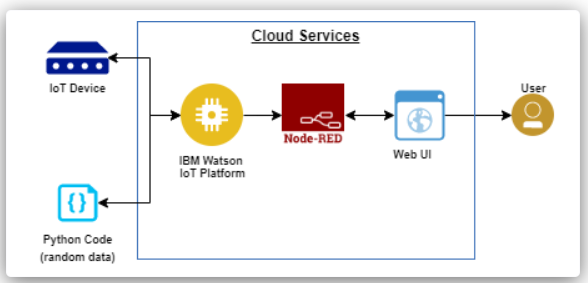 Cloud Services
IoT Device
User
Node-RED
Web UI
IBM Watson
IoT Platform
{}
Python Code
(random data)